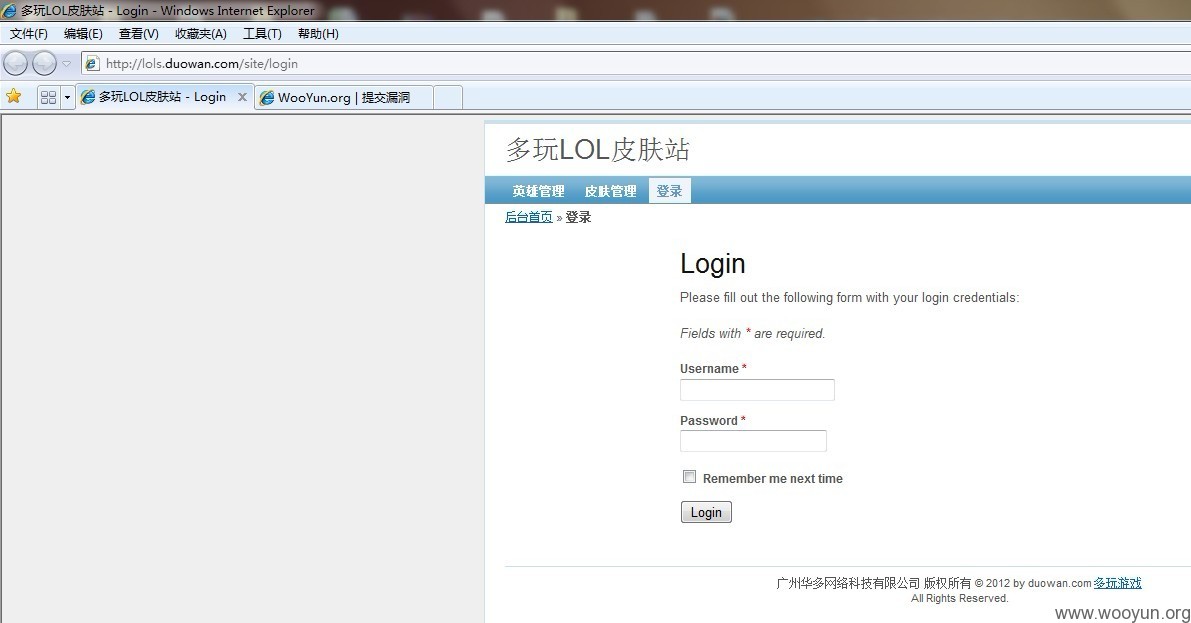 多玩LOL皮肤站 - Login - Windows Internet Explorer
文件(F) 编辑(E) 查看(V) 收藏夹(A) 工具(T) 帮助(H)
http://lols.duowan.com/site/login
多玩LOL皮肤站 - Login WooYun.org | 提交漏洞
多玩LOL皮肤站
英雄管理 皮肤管理 登录
后台首页 » 登录
Login
Please fill out the following form with your login credentials:
Fields with * are required.
Username *
Password *
Remember me next time
Login
广州华多网络科技有限公司 版权所有 © 2012 by duowan.com 多玩游戏
All Rights Reserved.
www.wooyun.org